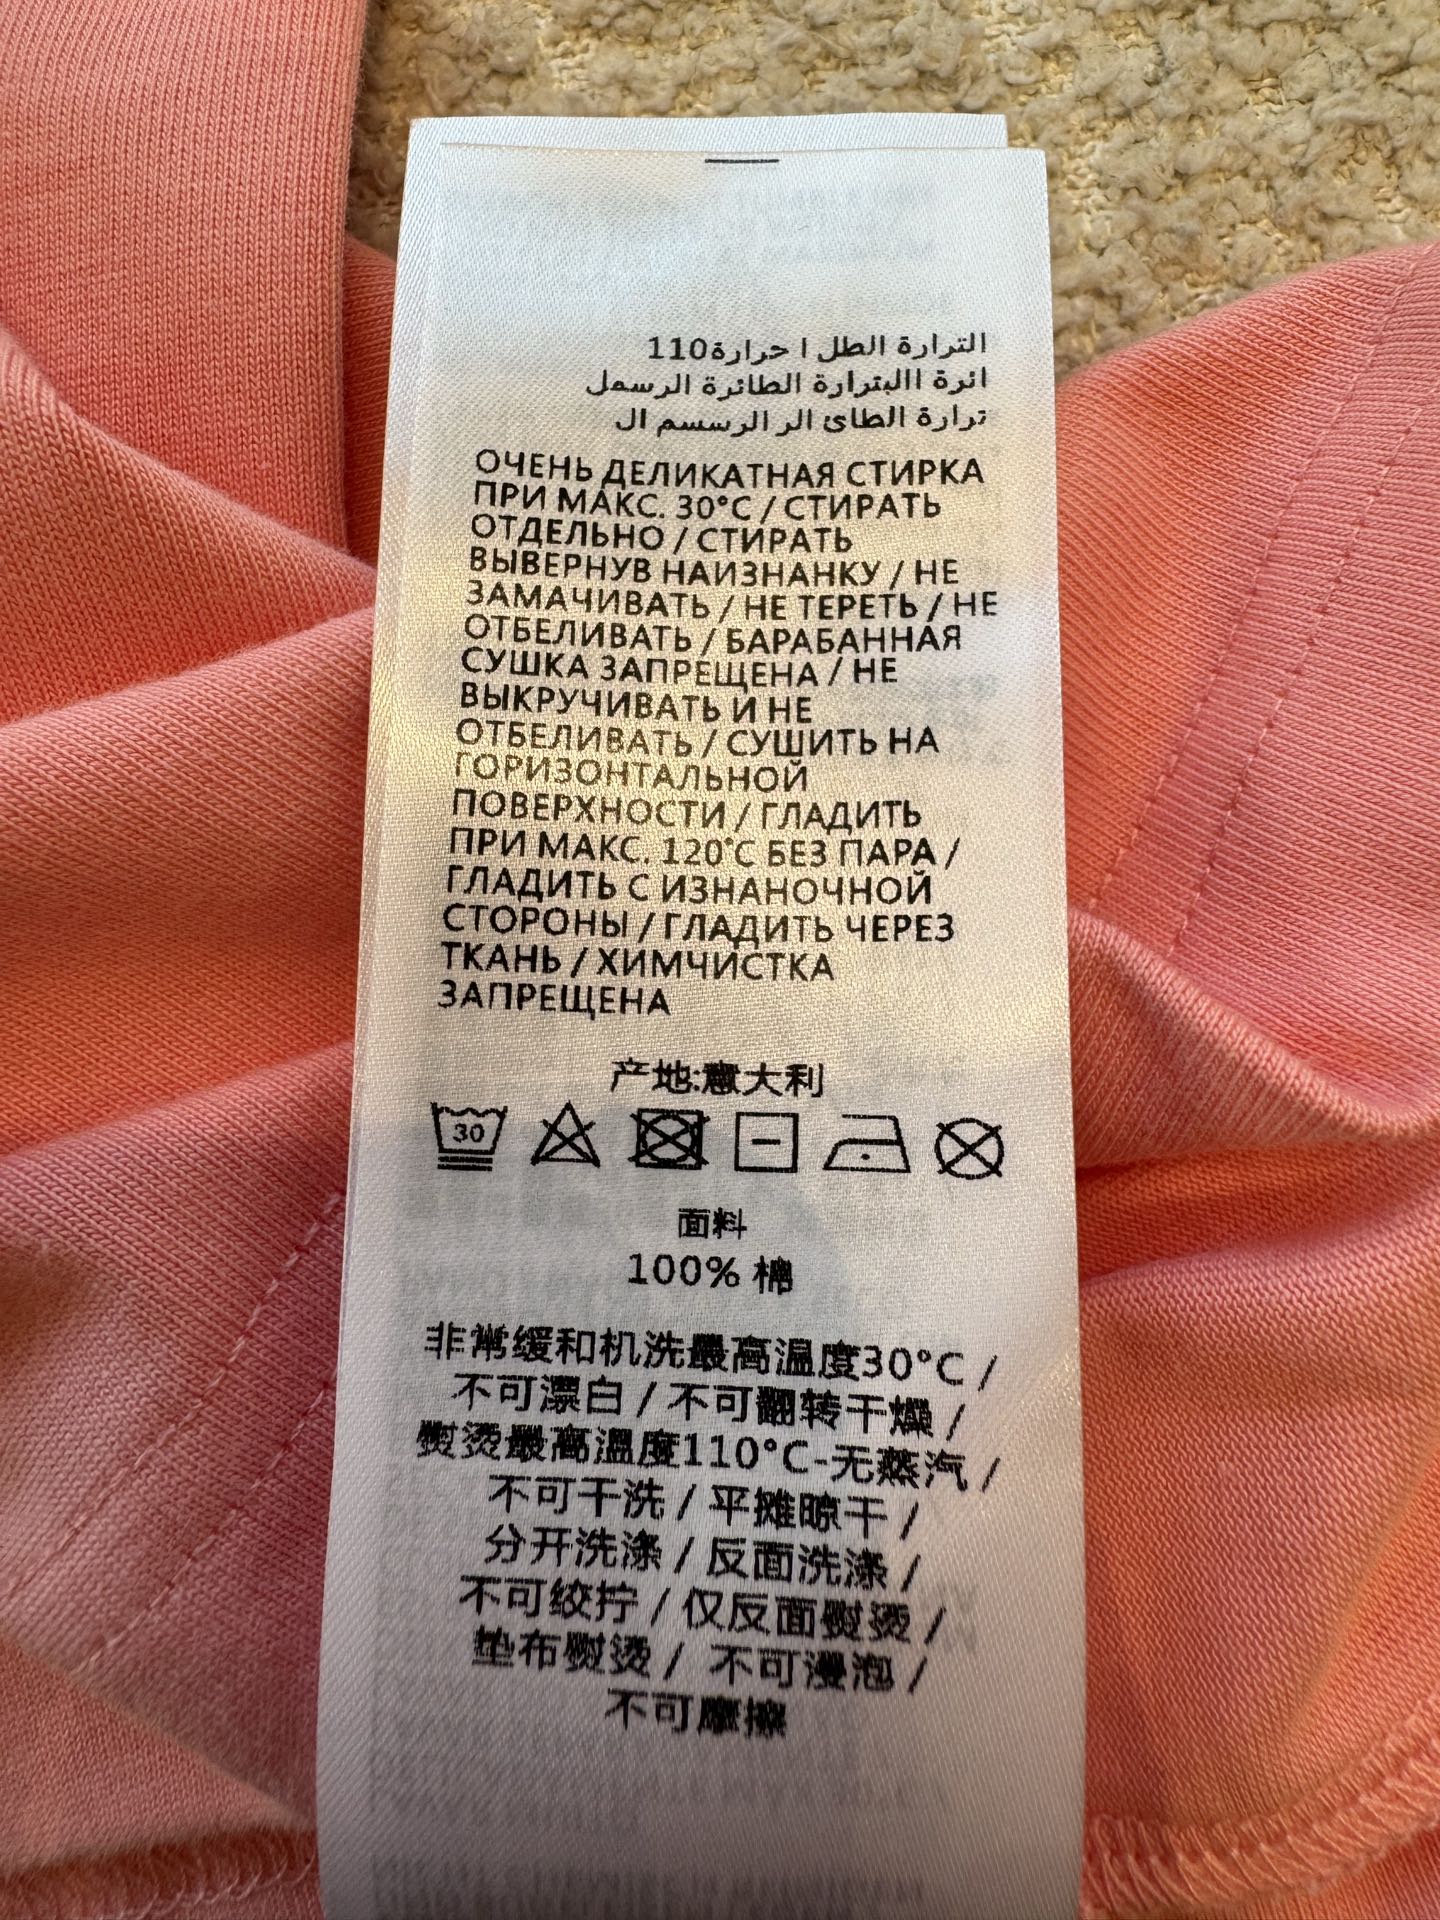 الترارة الطل ا حرارة110
ائرة االبترارة الطائرة الرسمل
ترارة الطائ الر الرسسم ال
ОЧЕНЬ ДЕЛИКАТНАЯ СТИРКА
ПРИ МАКС. 30°C / СТИРАТЬ
ОТДЕЛЬНО / СТИРАТЬ
ВЫВЕРНУВ НАИЗНАНКУ / НЕ
ЗАМАЧИВАТЬ / НЕ ТЕРЕТЬ / НЕ
ОТБЕЛИВАТЬ / БАРАБАННАЯ
СУШКА ЗАПРЕЩЕНА / НЕ
ВЫКРУЧИВАТЬ И НЕ
ОТБЕЛИВАТЬ / СУШИТЬ НА
ГОРИЗОНТАЛЬНОЙ
ПОВЕРХНОСТИ / ГЛАДИТЬ
ПРИ МАКС. 120°C БЕЗ ПАРА /
ГЛАДИТЬ С ИЗНАНОЧНОЙ
СТОРОНЫ / ГЛАДИТЬ ЧЕРЕЗ
ТКАНЬ / ХИМЧИСТКА
ЗАПРЕЩЕНА
产地:意大利
30
面料
100% 棉
非常缓和机洗最高温度30°C /
不可漂白 / 不可翻转干燥 /
熨烫最高温度110°C-无蒸汽 /
不可干洗 / 平摊晾干 /
分开洗涤 / 反面洗涤 /
不可绞拧 / 仅反面熨烫 /
垫布熨烫 / 不可浸泡 /
不可摩擦